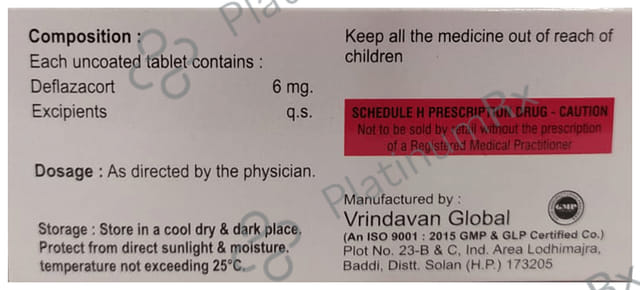 Composition :
Each uncoated tablet contains :
Deflazacort 6 mg.
Excipients q.s.
Dosage : As directed by the physician.
Storage : Store in a cool dry & dark place.
Protect from direct sunlight & moisture.
temperature not exceeding 25°C.
Keep all the medicine out of reach of
children
SCHEDULE H PRESCRIPTION DRUG - CAUTION
Not to be sold by retail without the prescription
of a Registered Medical Practitioner
Manufactured by :
Vrindavan Global
(An ISO 9001 : 2015 GMP & GLP Certified Co.)
Plot No. 23-B & C, Ind. Area Lodhimajra,
Baddi, Distt. Solan (H.P.) 173205
GMP
PlatinumRx